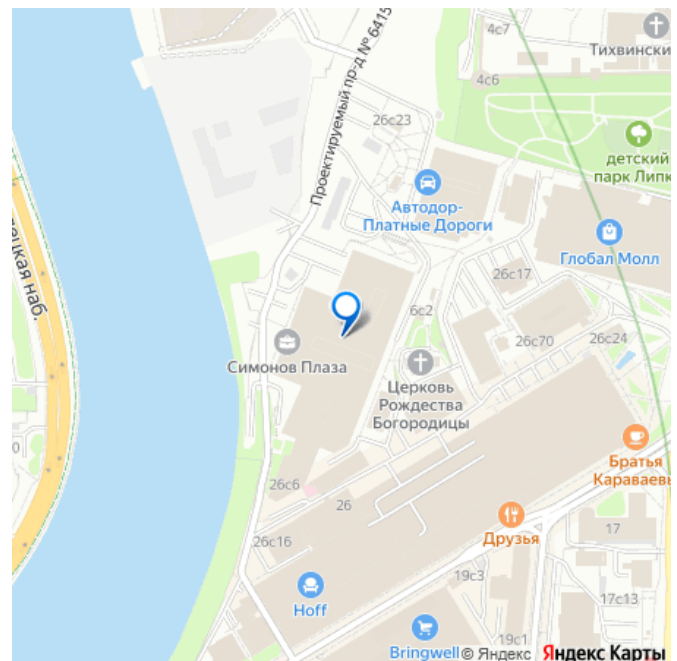 4с7
Тихвински
4с6
Проектируемый пр-д № 6415
26с23
детский
парк Липк
Автодор-
Платные Дороги
Глобал Молл
26с17
6с2
26с70
26с24
Симонов Плаза
Церковь
Рождества
Богородицы
наб.
0
Братья
Караваевы
26с6
26
Друзья
17
26с16
19с3
Hoff
17с13
19с1
Bringwell
© Яндекс
Яндекс Карты